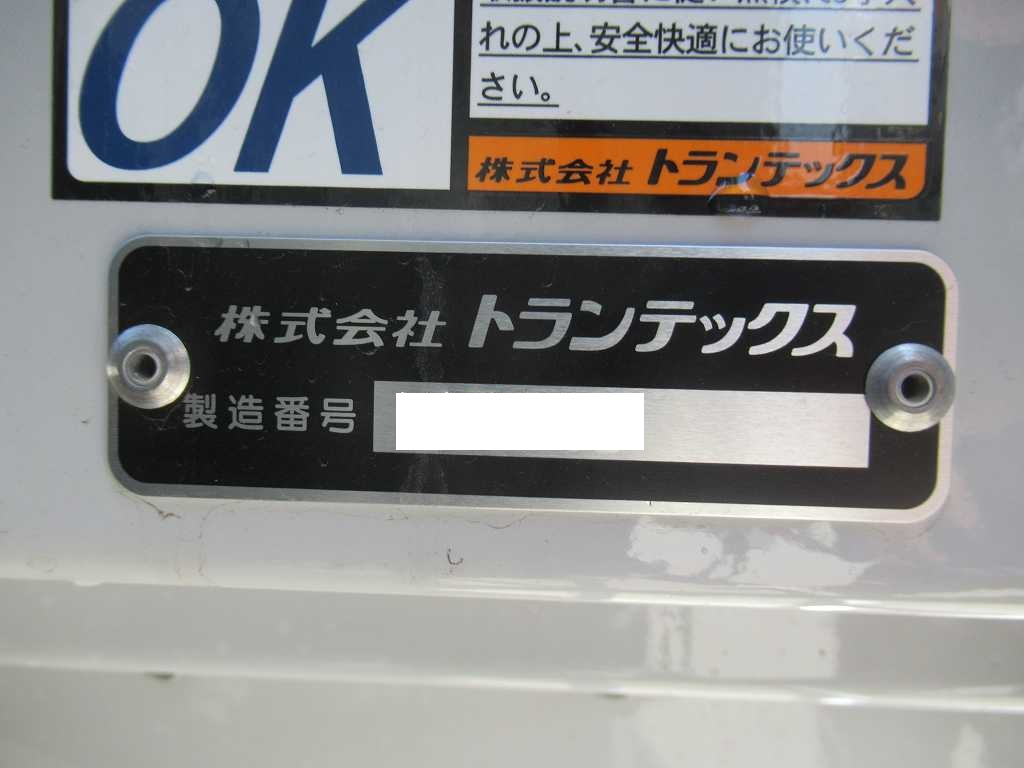 OK
れの上、安全快適にお使いくだ
さい。
株式会社 トランテックス
株式会社 トランテックス
製造番号